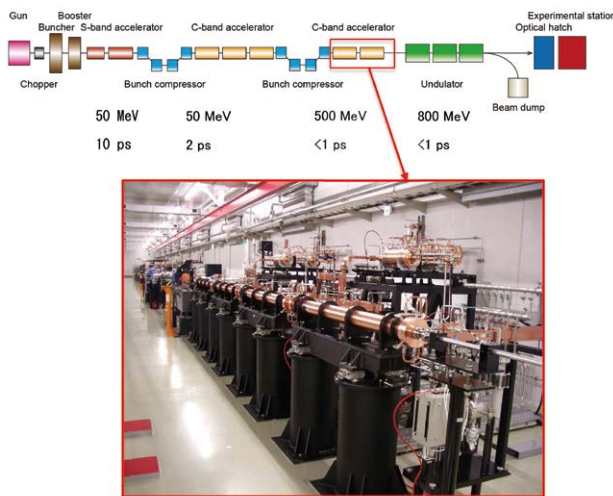 Gun
Booster
Buncher
Chopper
S-band accelerator
Bunch compressor
C-band accelerator
Bunch compressor
C-band accelerator
Undulator
Beam dump
Experimental station
Optical hatch
50 MeV
50 MeV
500 MeV
800 MeV
10 ps
2 ps
<1 ps
<1 ps